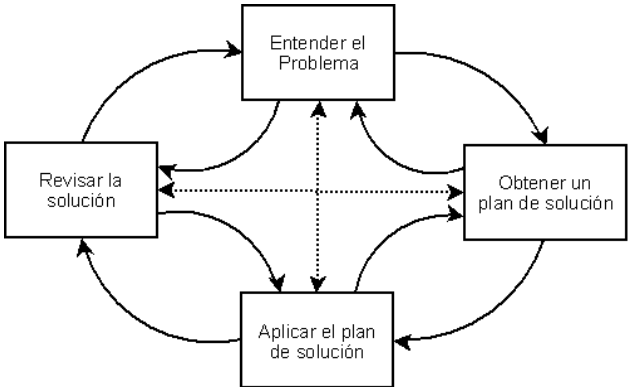 Entender el
Problema
Revisar la
solución
Obtener un
plan de solución
Aplicar el plan
de solución